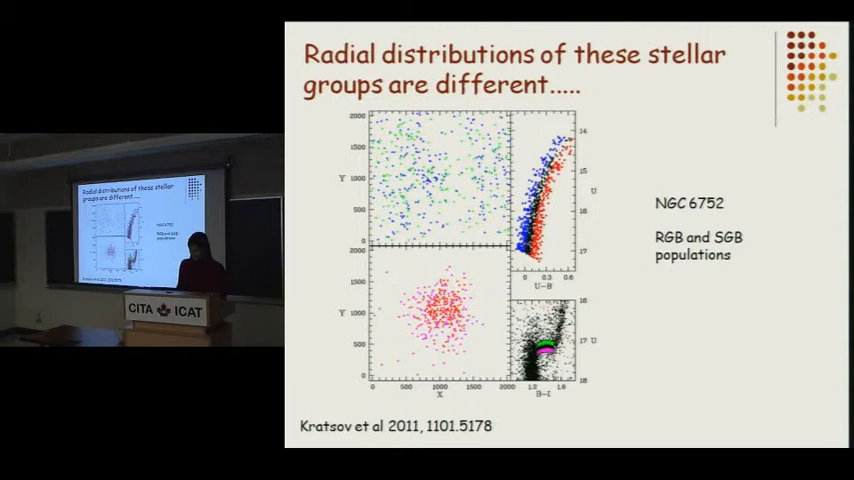 Radial distributions of these stellar
groups are different.....
2000
1500
Y 1000
500
0
14
15
U
16
17
0 0.3 0.6
U-B
NGC 6752
RGB and SGB
populations
2000
1500
Y 1000
500
0
0 500 1000 1500 2000
X
16
17 U
18
1.2 1.6
B-I
Kratsov et al 2011, 1101.5178
CITA ICAT